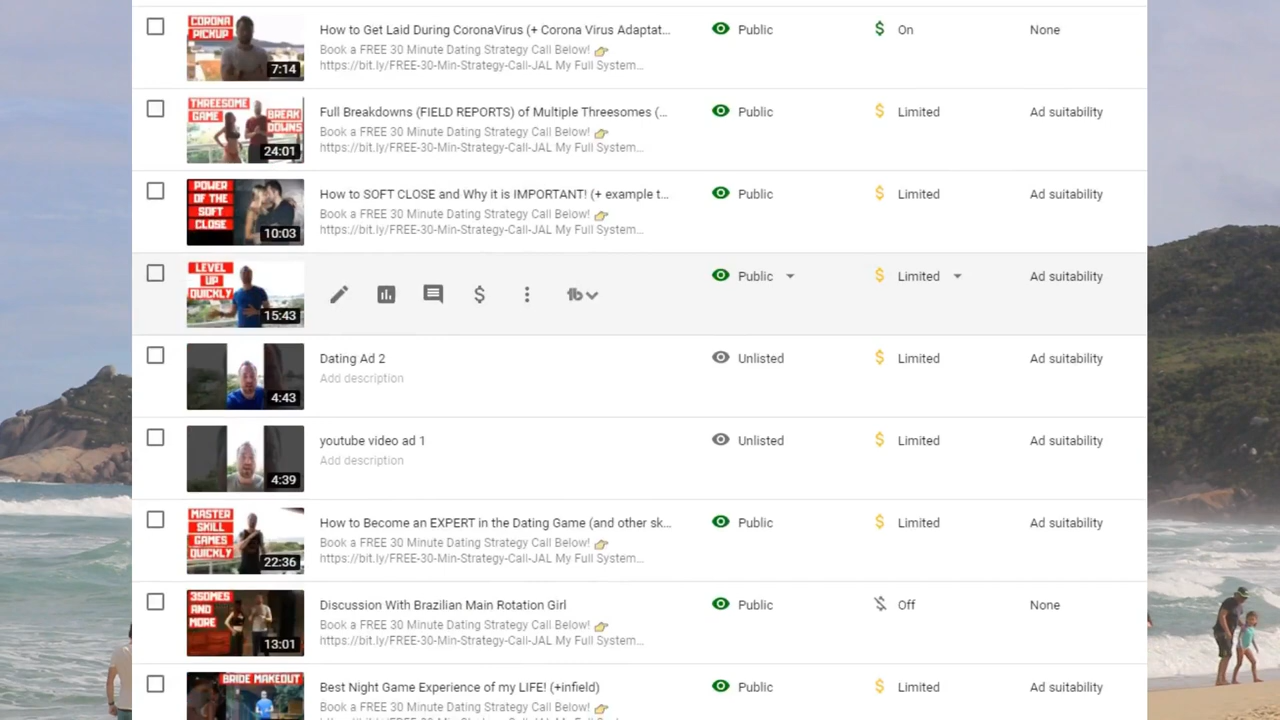 CORONA
PICKUP
7:14
How to Get Laid During CoronaVirus (+ Corona Virus Adaptat...
Book a FREE 30 Minute Dating Strategy Call Below! 👉
https://bit.ly/FREE-30-Min-Strategy-Call-JAL My Full System...
Public
On
None
THREESOME
GAME
BREAK
DOWNS
24:01
Full Breakdowns (FIELD REPORTS) of Multiple Threesomes (...
Book a FREE 30 Minute Dating Strategy Call Below! 👉
https://bit.ly/FREE-30-Min-Strategy-Call-JAL My Full System...
Public
Limited
Ad suitability
POWER
OF THE
SOFT
CLOSE
10:03
How to SOFT CLOSE and Why it is IMPORTANT! (+ example t...
Book a FREE 30 Minute Dating Strategy Call Below! 👉
https://bit.ly/FREE-30-Min-Strategy-Call-JAL My Full System...
Public
Limited
Ad suitability
LEVEL
UP
QUICKLY
15:43
Public
Limited
Ad suitability
4:43
Dating Ad 2
Add description
Unlisted
Limited
Ad suitability
4:39
youtube video ad 1
Add description
Unlisted
Limited
Ad suitability
MASTER
SKILL
GAMES
QUICKLY
22:36
How to Become an EXPERT in the Dating Game (and other sk...
Book a FREE 30 Minute Dating Strategy Call Below! 👉
https://bit.ly/FREE-30-Min-Strategy-Call-JAL My Full System...
Public
Limited
Ad suitability
3SOMES
AND
MORE
13:01
Discussion With Brazilian Main Rotation Girl
Book a FREE 30 Minute Dating Strategy Call Below! 👉
https://bit.ly/FREE-30-Min-Strategy-Call-JAL My Full System...
Public
Off
None
BRIDE MAKEOUT
Best Night Game Experience of my LIFE! (+infield)
Book a FREE 30 Minute Dating Strategy Call Below! 👉
Public
Limited
Ad suitability